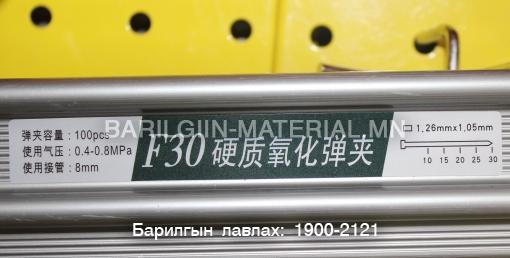 弹夹容量：100pcs
使用气压：0.4-0.8MPa
使用接管：8mm
F30 硬质氧化弹夹
1.26mmx1.05mm
10 15 20 25 30
BARILGIIN-MATERIAL.MN
Барилгын лавлах: 1900-2121